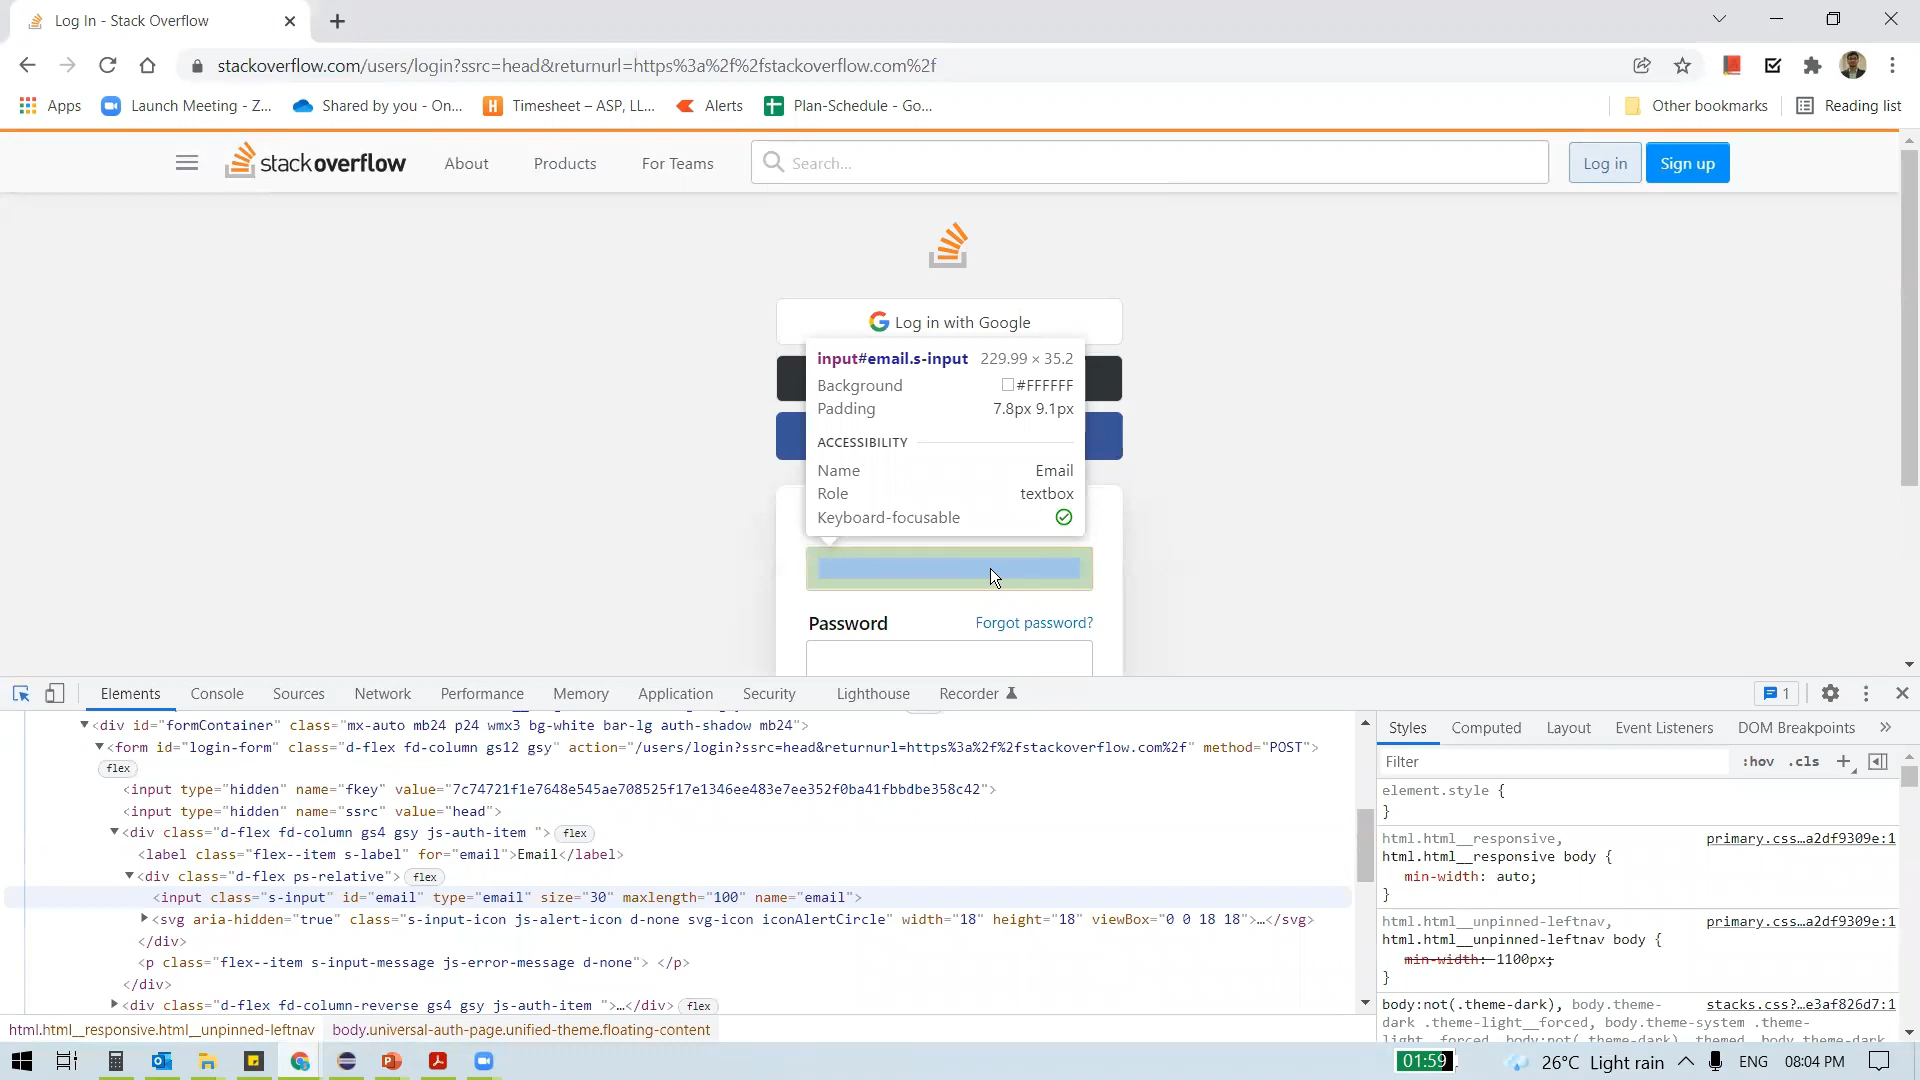 Log In - Stack Overflow
stackoverflow.com/users/login?ssrc=head&returnurl=https%3a%2f%2fstackoverflow.com%2f
Apps Launch Meeting - Z... Shared by you - On... Timesheet – ASP, LL... Alerts Plan-Schedule - Go... Other bookmarks Reading list
stackoverflow About Products For Teams Search... Log in Sign up
Log in with Google
input#email.s-input 229.99 × 35.2
Background #FFFFFF
Padding 7.8px 9.1px
ACCESSIBILITY
Name Email
Role textbox
Keyboard-focusable
Password Forgot password?
Elements Console Sources Network Performance Memory Application Security Lighthouse Recorder 1
<div id="formContainer" class="mx-auto mb24 p24 wmx3 bg-white bar-lg auth-shadow mb24">
<form id="login-form" class="d-flex fd-column gs12 gsy" action="/users/login?ssrc=head&returnurl=https%3a%2f%2fstackoverflow.com%2f" method="POST">
flex
<input type="hidden" name="fkey" value="7c74721f1e7648e545ae708525f17e1346ee483e7ee352f0ba41fbbdbe358c42">
<input type="hidden" name="ssrc" value="head">
<div class="d-flex fd-column gs4 gsy js-auth-item "> flex
<label class="flex--item s-label" for="email">Email</label>
<div class="d-flex ps-relative"> flex
<input class="s-input" id="email" type="email" size="30" maxlength="100" name="email">
<svg aria-hidden="true" class="s-input-icon js-alert-icon d-none svg-icon iconAlertCircle" width="18" height="18" viewBox="0 0 18 18">…</svg>
</div>
<p class="flex--item s-input-message js-error-message d-none"> </p>
</div>
<div class="d-flex fd-column-reverse gs4 gsy js-auth-item ">…</div> flex
html.html__responsive.html__unpinned-leftnav body.universal-auth-page.unified-theme.floating-content
Styles Computed Layout Event Listeners DOM Breakpoints »
Filter :hov .cls
element.style {
}
html.html__responsive, primary.css…a2df9309e:1
html.html__responsive body {
min-width: auto;
}
html.html__unpinned-leftnav, primary.css…a2df9309e:1
html.html__unpinned-leftnav body {
min-width: 1100px;
}
body:not(.theme-dark), body.theme- stacks.css?…e3af826d7:1
dark .theme-light__forced, body.theme-system .theme-
light__forced, body:not(.theme-dark) .themed, body.theme-dark
01:59 26°C Light rain ENG 08:04 PM